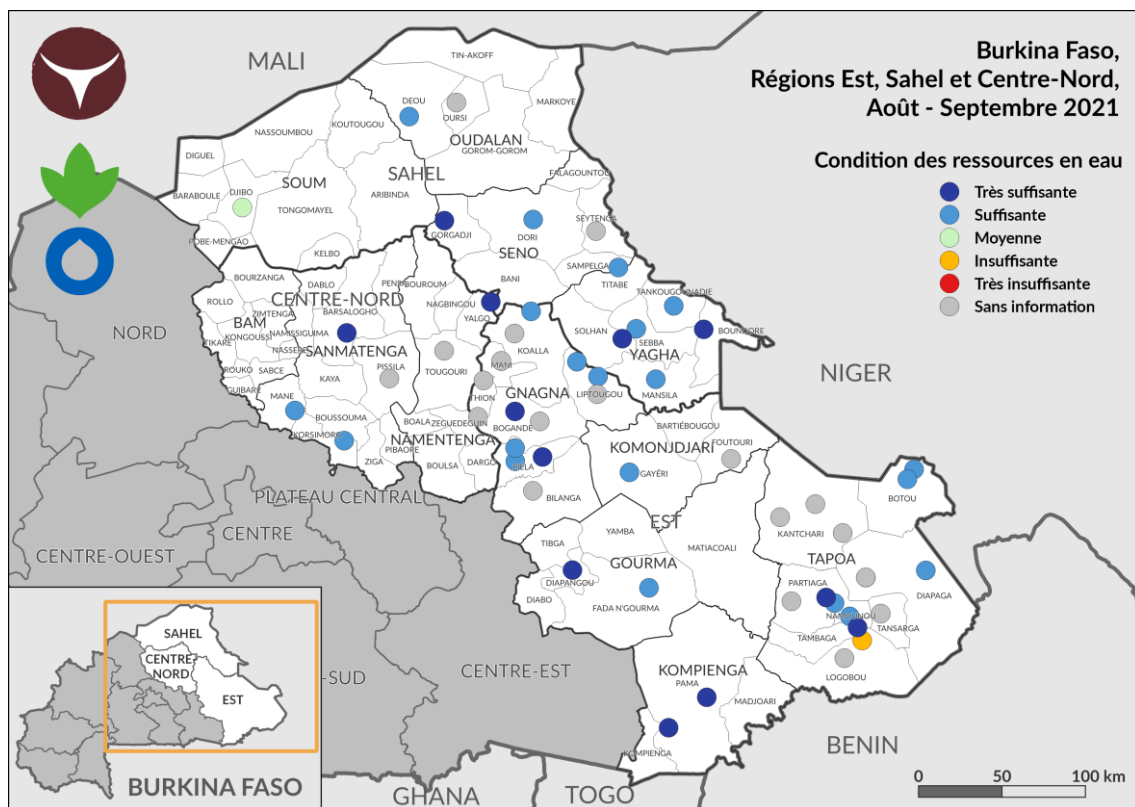 Burkina Faso,
Régions Est, Sahel et Centre-Nord,
Août - Septembre 2021
Condition des ressources en eau
Très suffisante
Suffisante
Moyenne
Insuffisante
Très insuffisante
Sans information
MALI
TIN-AKOFF
DEOU
OURSI
MARKOYE
KOUTOUGOU
NASSOUMBOU
OUDALAN
GOROM-GOROM
DIGUEL
SAHEL
FALAGOUNTOU
SOUM
DJIBO
BARABOULE
ARIBINDA
TONGOMAYEL
SEYTENGA
GORGADJI
DORI
POBE-MENGAO
KELBO
SENO
SAMPELGA
BANI
TITABE
BOURZANGA
DABLO
BOUROUM
TANKOUGOUNADIE
CENTRE-NORD
ROLLO
NAGBINGOU
ZIMTENGA
BARSALOGHO
YALGO
BAM
NORD
KONGOUSSI
NAMISSIGUIMA
SOLHAN
BOUNDORE
TIKARE
SEBBA
NASSERE
SANMATENGA
KOALLA
YAGHA
MANI
ROUKO
SABCE
KAYA
PISSILA
TOUGOURI
NIGER
GUIBARE
THION
GNAGNA
LIPTOUGOU
MANSILA
MANE
BOGANDE
BOUSSOUMA
BOALA
ZEGUEDEGUIN
BARTIÉBOUGOU
KORSIMORO
NAMENTENGA
FOUTOURI
KOMONDJARI
PIBAORE
ZIGA
BOULSA
DARGO
PIELA
GAYÉRI
BOTOU
PLATEAU CENTRAL
BILANGA
EST
CENTRE
YAMBA
KANTCHARI
TIBGA
MATIACOALI
CENTRE-OUEST
GOURMA
TAPOA
DIAPANGOU
PARTIAGA
DIABO
FADA N'GOURMA
DIAPAGA
NAMOUNOU
TANSARGA
TAMBAGA
CENTRE-EST
KOMPIENGA
LOGOBOU
PAMA
MADJOARI
-SUD
KOMPIENGA
BENIN
SAHEL
CENTRE-
NORD
EST
BURKINA FASO
GHANA
TOGO
0 50 100 km